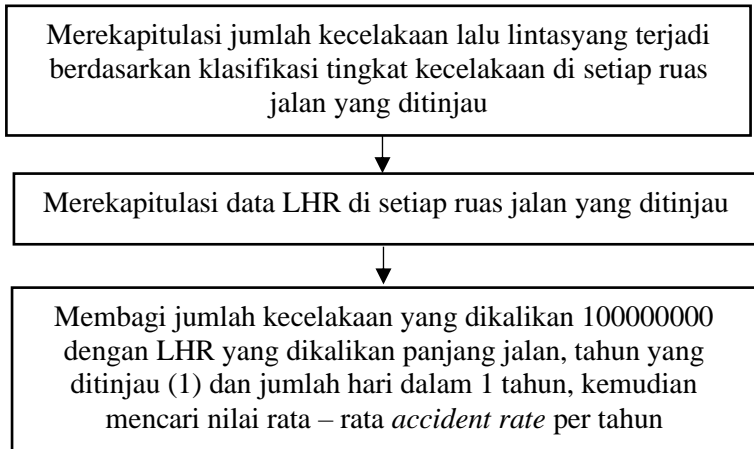 Merekapitulasi jumlah kecelakaan lalu lintasyang terjadi
berdasarkan klasifikasi tingkat kecelakaan di setiap ruas
jalan yang ditinjau
Merekapitulasi data LHR di setiap ruas jalan yang ditinjau
Membagi jumlah kecelakaan yang dikalikan 100000000
dengan LHR yang dikalikan panjang jalan, tahun yang
ditinjau (1) dan jumlah hari dalam 1 tahun, kemudian
mencari nilai rata – rata accident rate per tahun